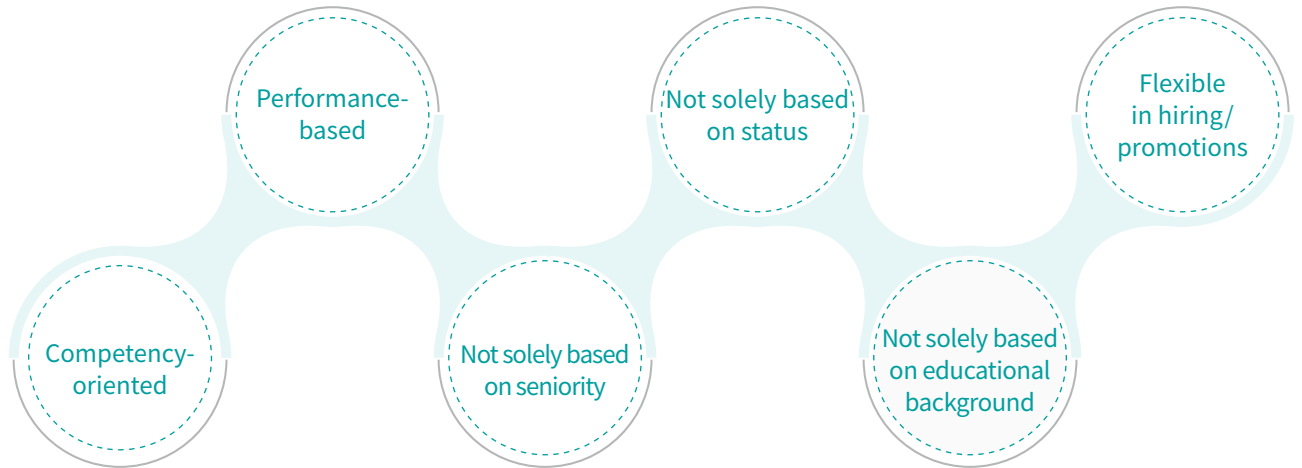 Competency-
oriented
Performance-
based
Not solely based
on seniority
Not solely based
on status
Not solely based
on educational
background
Flexible
in hiring/
promotions